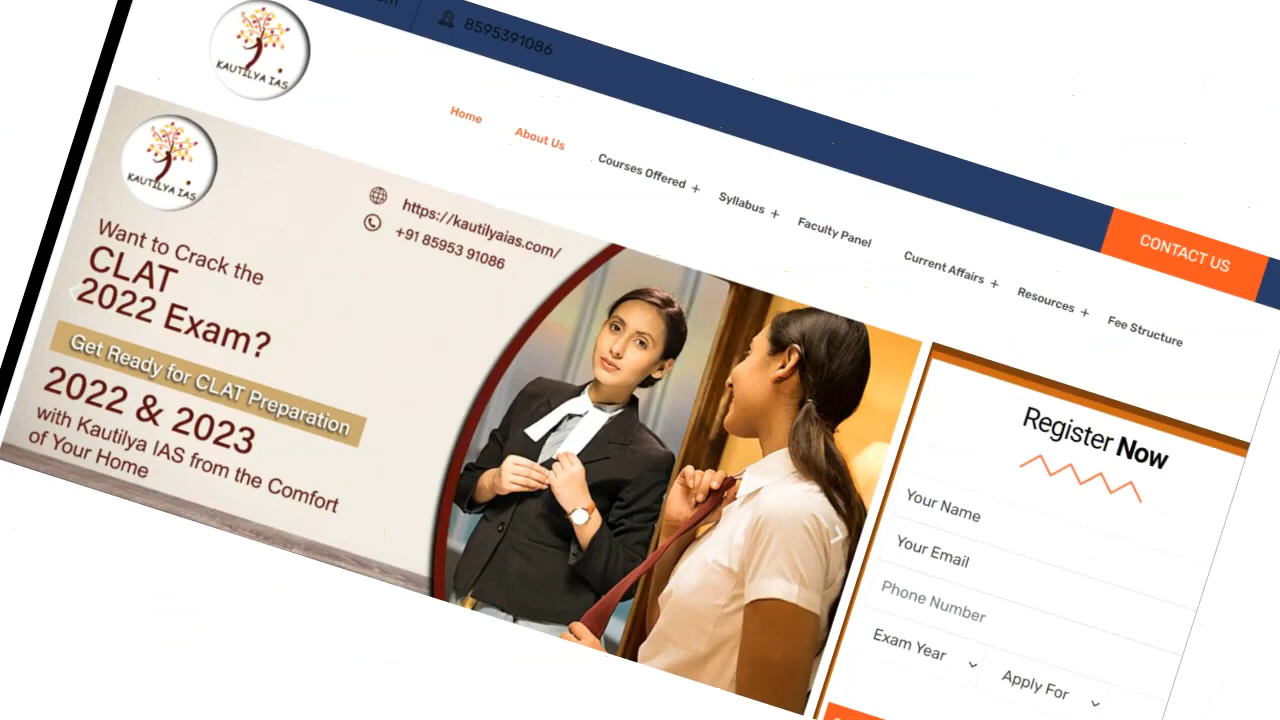 8595391086
KAUTILYA IAS
Home
About Us
Courses Offered +
Syllabus +
Faculty Panel
Current Affairs +
Resources +
Fee Structure
CONTACT US
KAUTILYA IAS
https://kautilyaias.com/
+91 85953 91086
Want to Crack the
CLAT
2022 Exam?
Get Ready for CLAT Preparation
2022 & 2023
with Kautilya IAS from the Comfort
of Your Home
Register Now
Your Name
Your Email
Phone Number
Exam Year
Apply For